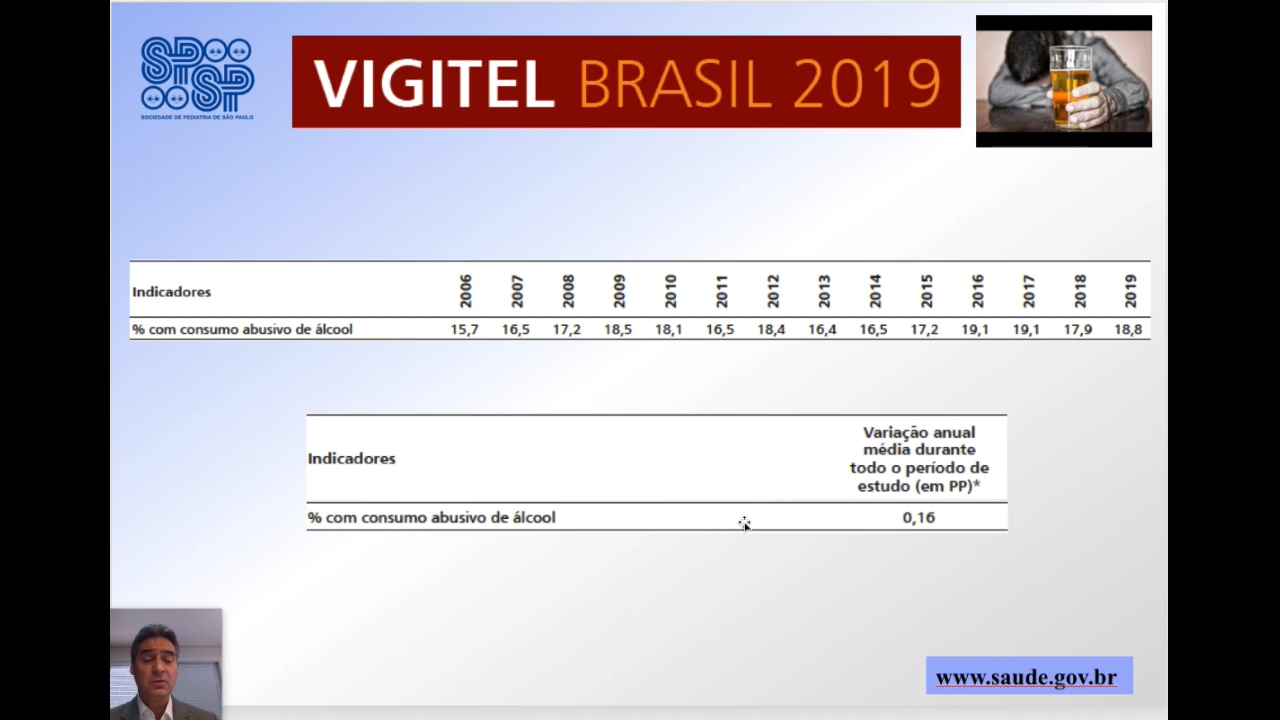 SPSP
SOCIEDADE DE PEDIATRIA DE SÃO PAULO
VIGITEL BRASIL 2019
Indicadores 2006 2007 2008 2009 2010 2011 2012 2013 2014 2015 2016 2017 2018 2019
% com consumo abusivo de álcool 15,7 16,5 17,2 18,5 18,1 16,5 18,4 16,4 16,5 17,2 19,1 19,1 17,9 18,8
Indicadores
Variação anual
média durante
todo o período de
estudo (em PP)*
% com consumo abusivo de álcool 0,16
www.saude.gov.br